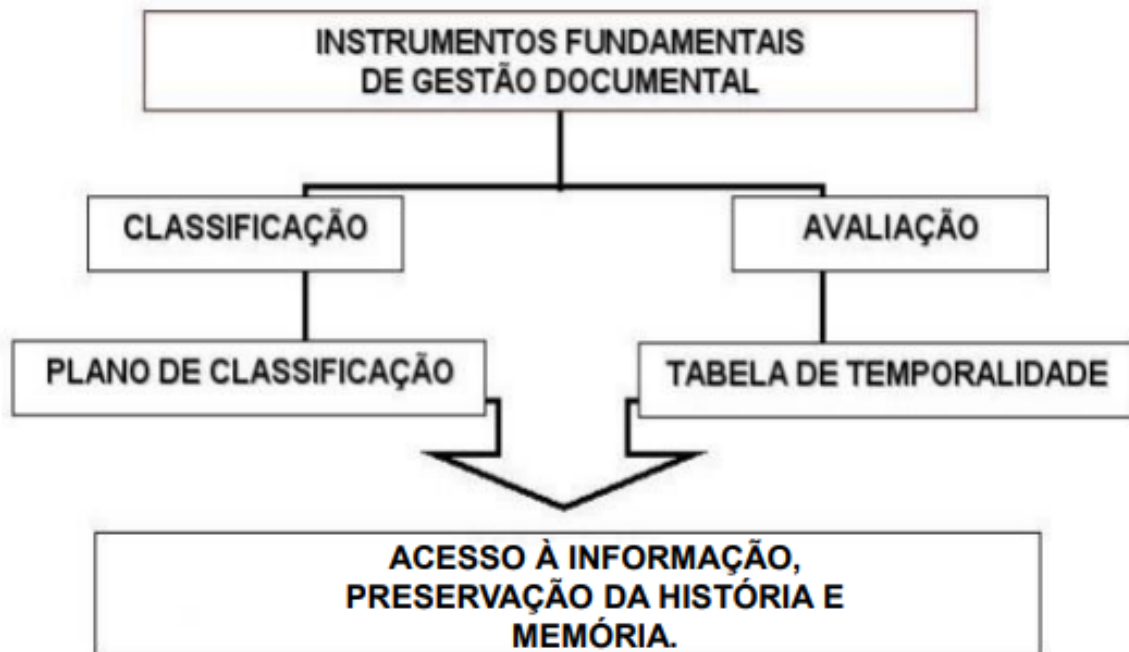 INSTRUMENTOS FUNDAMENTAIS
DE GESTÃO DOCUMENTAL
CLASSIFICAÇÃO
AVALIAÇÃO
PLANO DE CLASSIFICAÇÃO
TABELA DE TEMPORALIDADE
ACESSO À INFORMAÇÃO,
PRESERVAÇÃO DA HISTÓRIA E
MEMÓRIA.